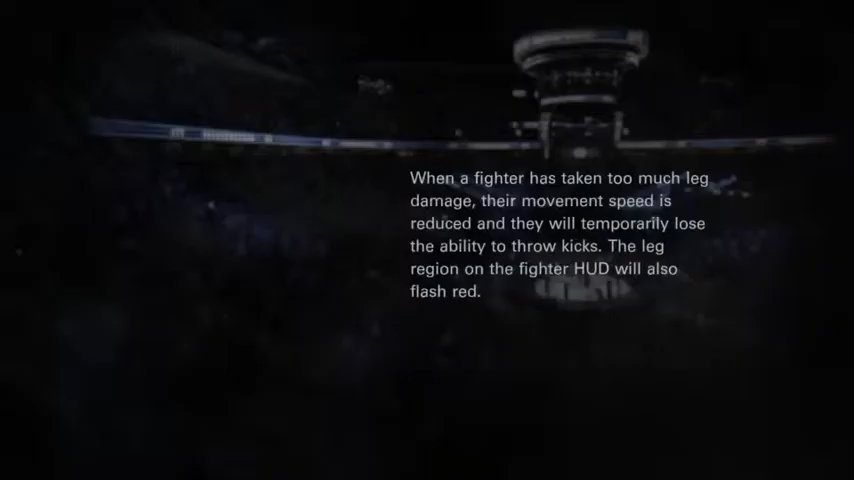 When a fighter has taken too much leg
damage, their movement speed is
reduced and they will temporarily lose
the ability to throw kicks. The leg
region on the fighter HUD will also
flash red.